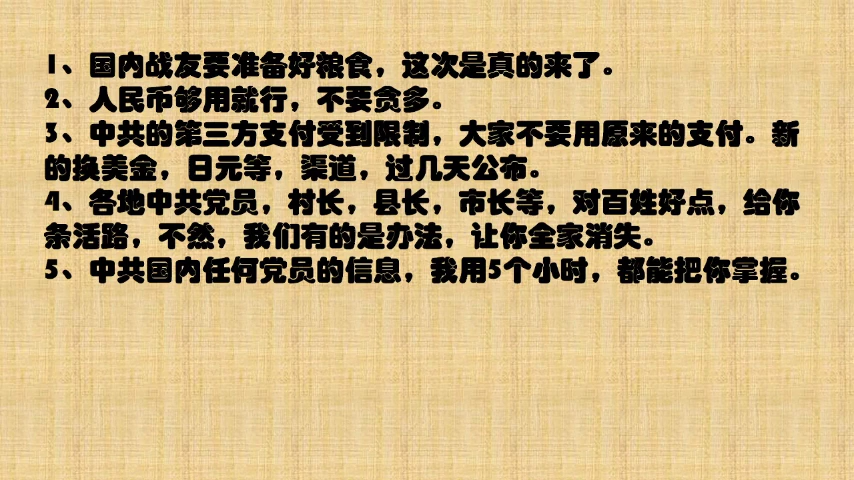 1、国内战友要准备好粮食，这次是真的来了。
2、人民币够用就行，不要贪多。
3、中共的第三方支付受到限制，大家不要用原来的支付。新
的换美金，日元等，渠道，过几天公布。
4、各地中共党员，村长，县长，市长等，对百姓好点，给你
条活路，不然，我们有的是办法，让你全家消失。
5、中共国内任何党员的信息，我用5个小时，都能把你掌握。